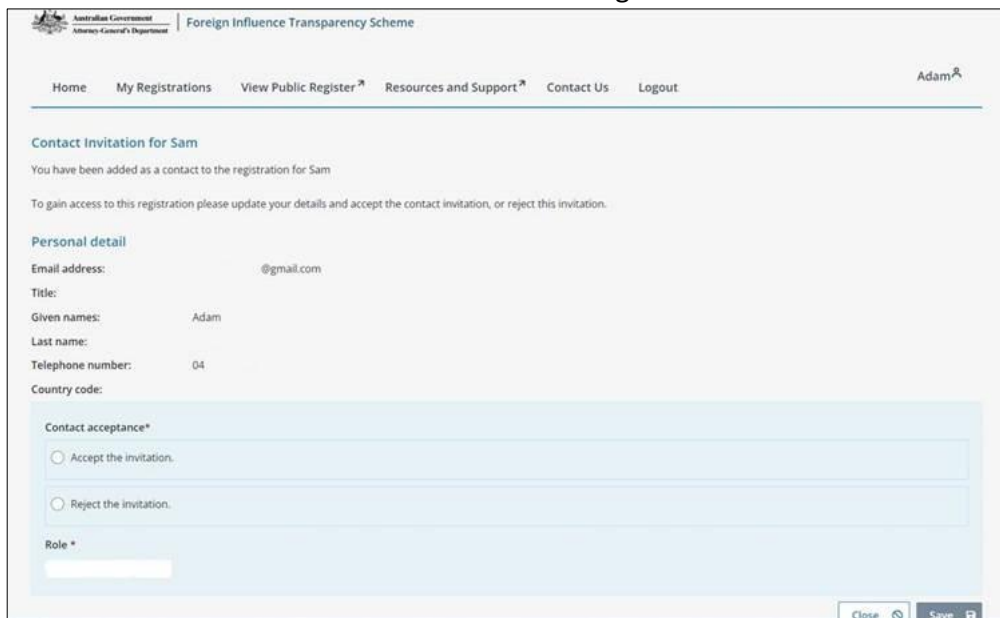 Australian Government
Attorney-General's Department
Foreign Influence Transparency Scheme
Adam
Home My Registrations View Public Register Resources and Support Contact Us Logout
Contact Invitation for Sam
You have been added as a contact to the registration for Sam
To gain access to this registration please update your details and accept the contact invitation, or reject this invitation.
Personal detail
Email address: @gmail.com
Title:
Given names: Adam
Last name:
Telephone number: 04
Country code:
Contact acceptance*
Accept the invitation.
Reject the invitation.
Role *
Close Save